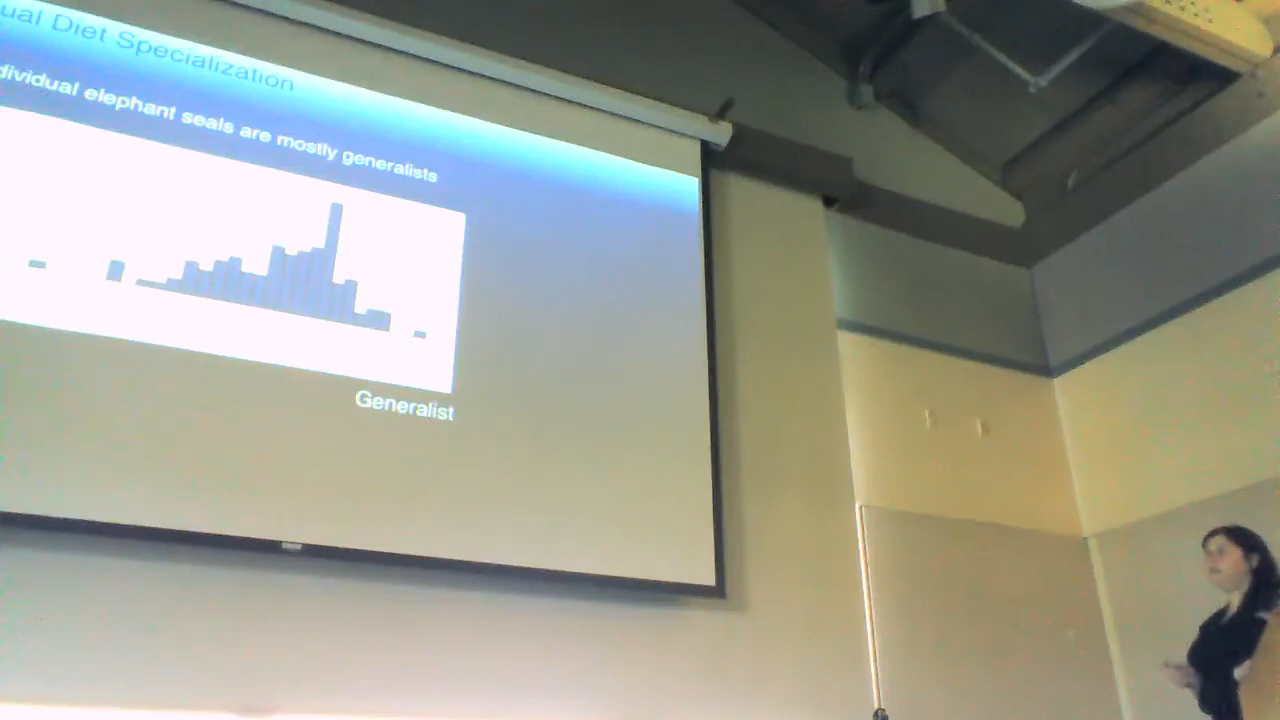 ual Diet Specialization
dividual elephant seals are mostly generalists
Generalist